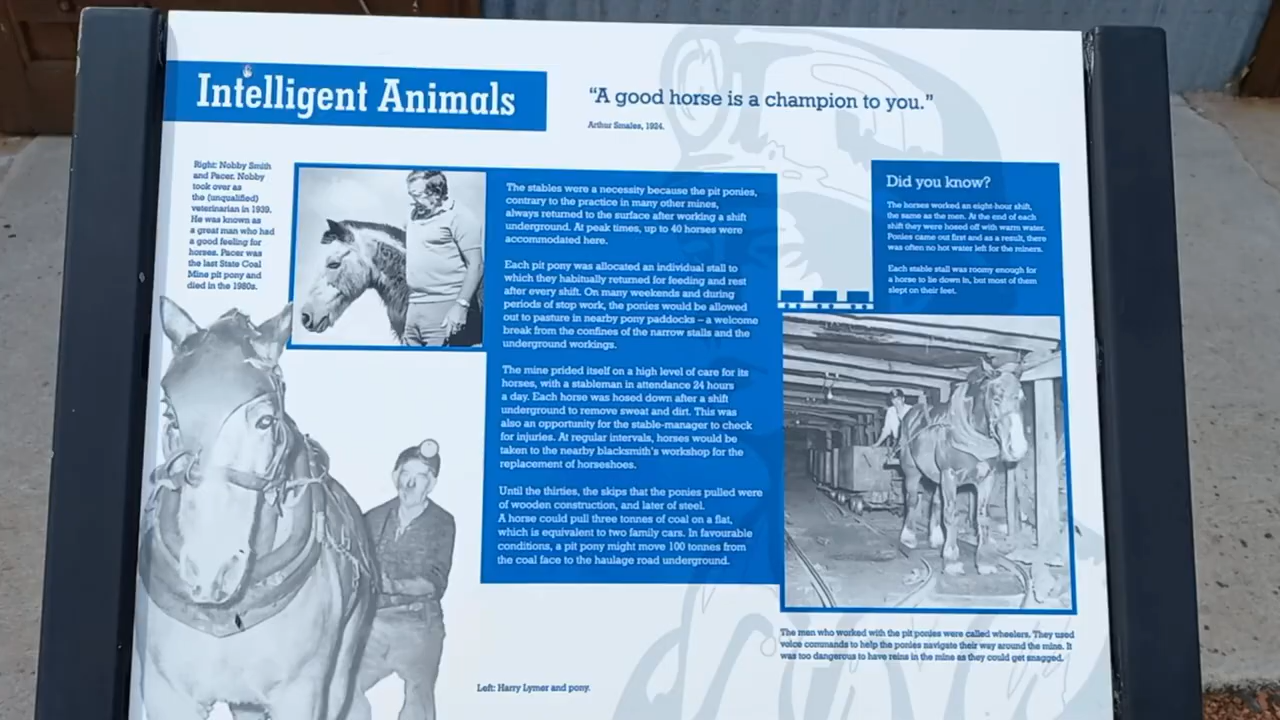 Intelligent Animals
“A good horse is a champion to you.”
Arthur Smales, 1924.
Right: Nobby Smith
and Pacer. Nobby
took over as
the (unqualified)
veterinarian in 1939.
He was known as
a great man who had
a good feeling for
horses. Pacer was
the last State Coal
Mine pit pony and
died in the 1980s.
The stables were a necessity because the pit ponies,
contrary to the practice in many other mines,
always returned to the surface after working a shift
underground. At peak times, up to 40 horses were
accommodated here.
Each pit pony was allocated an individual stall to
which they habitually returned for feeding and rest
after every shift. On many weekends and during
periods of stop work, the ponies would be allowed
out to pasture in nearby pony paddocks – a welcome
break from the confines of the narrow stalls and the
underground workings.
The mine prided itself on a high level of care for its
horses, with a stableman in attendance 24 hours
a day. Each horse was hosed down after a shift
underground to remove sweat and dirt. This was
also an opportunity for the stable-manager to check
for injuries. At regular intervals, horses would be
taken to the nearby blacksmith's workshop for the
replacement of horseshoes.
Until the thirties, the skips that the ponies pulled were
of wooden construction, and later of steel.
A horse could pull three tonnes of coal on a flat,
which is equivalent to two family cars. In favourable
conditions, a pit pony might move 100 tonnes from
the coal face to the haulage road underground.
Did you know?
The horses worked an eight-hour shift,
the same as the men. At the end of each
shift they were hosed off with warm water.
Ponies came out first and as a result, there
was often no hot water left for the miners.
Each stable stall was roomy enough for
a horse to lie down in, but most of them
slept on their feet.
The men who worked with the pit ponies were called wheelers. They used
voice commands to help the ponies navigate their way around the mine. It
was too dangerous to have reins in the mine as they could get snagged.
Left: Harry Lymer and pony.